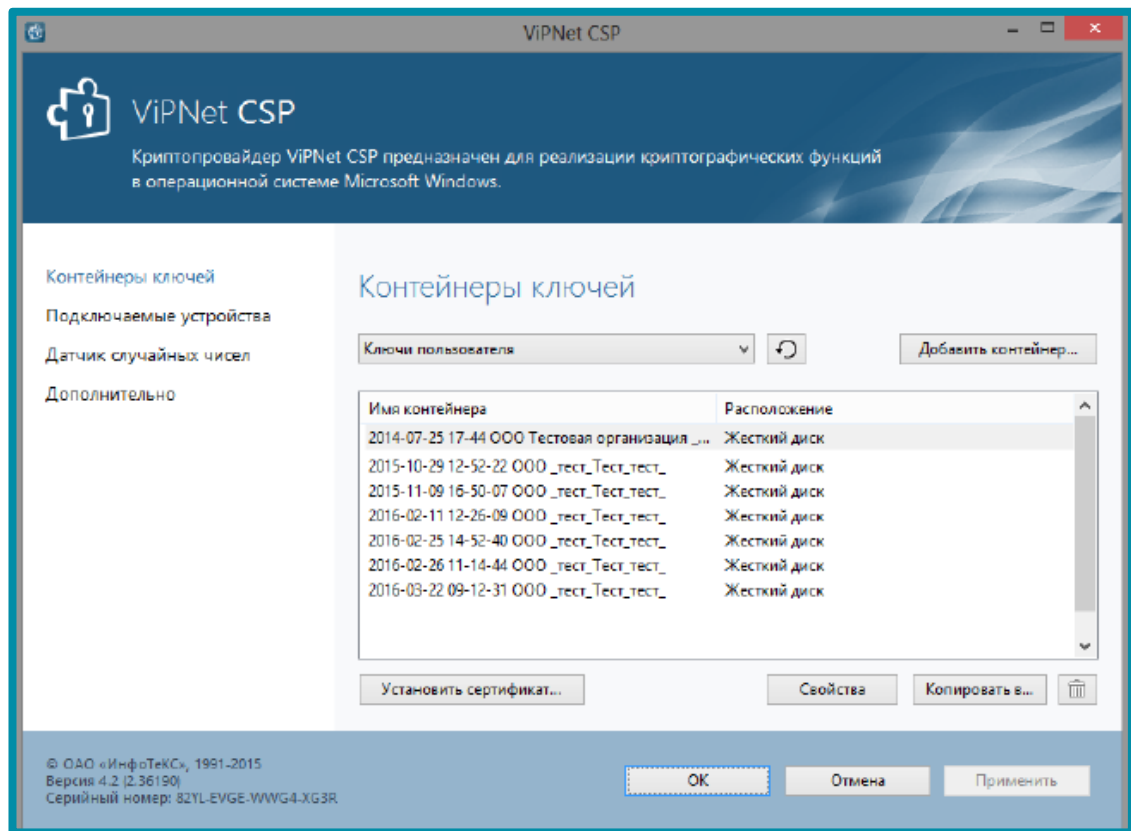 ViPNet CSP
ViPNet CSP
Криптопровайдер ViPNet CSP предназначен для реализации криптографических функций
в операционной системе Microsoft Windows.
Контейнеры ключей
Подключаемые устройства
Датчик случайных чисел
Дополнительно
Контейнеры ключей
Ключи пользователя
Добавить контейнер...
Имя контейнера Расположение
2014-07-25 17-44 ООО Тестовая организация _... Жесткий диск
2015-10-29 12-52-22 ООО _тест_Тест_тест_ Жесткий диск
2015-11-09 16-50-07 ООО _тест_Тест_тест_ Жесткий диск
2016-02-11 12-26-09 ООО _тест_Тест_тест_ Жесткий диск
2016-02-25 14-52-40 ООО _тест_Тест_тест_ Жесткий диск
2016-02-26 11-14-44 ООО _тест_Тест_тест_ Жесткий диск
2016-03-22 09-12-31 ООО _тест_Тест_тест_ Жесткий диск
Установить сертификат... Свойства Копировать в...
© ОАО «ИнфоТеКС», 1991-2015
Версия 4.2 (2.36190)
Серийный номер: 82YL-EVGE-WWG4-XG3R
OK Отмена Применить